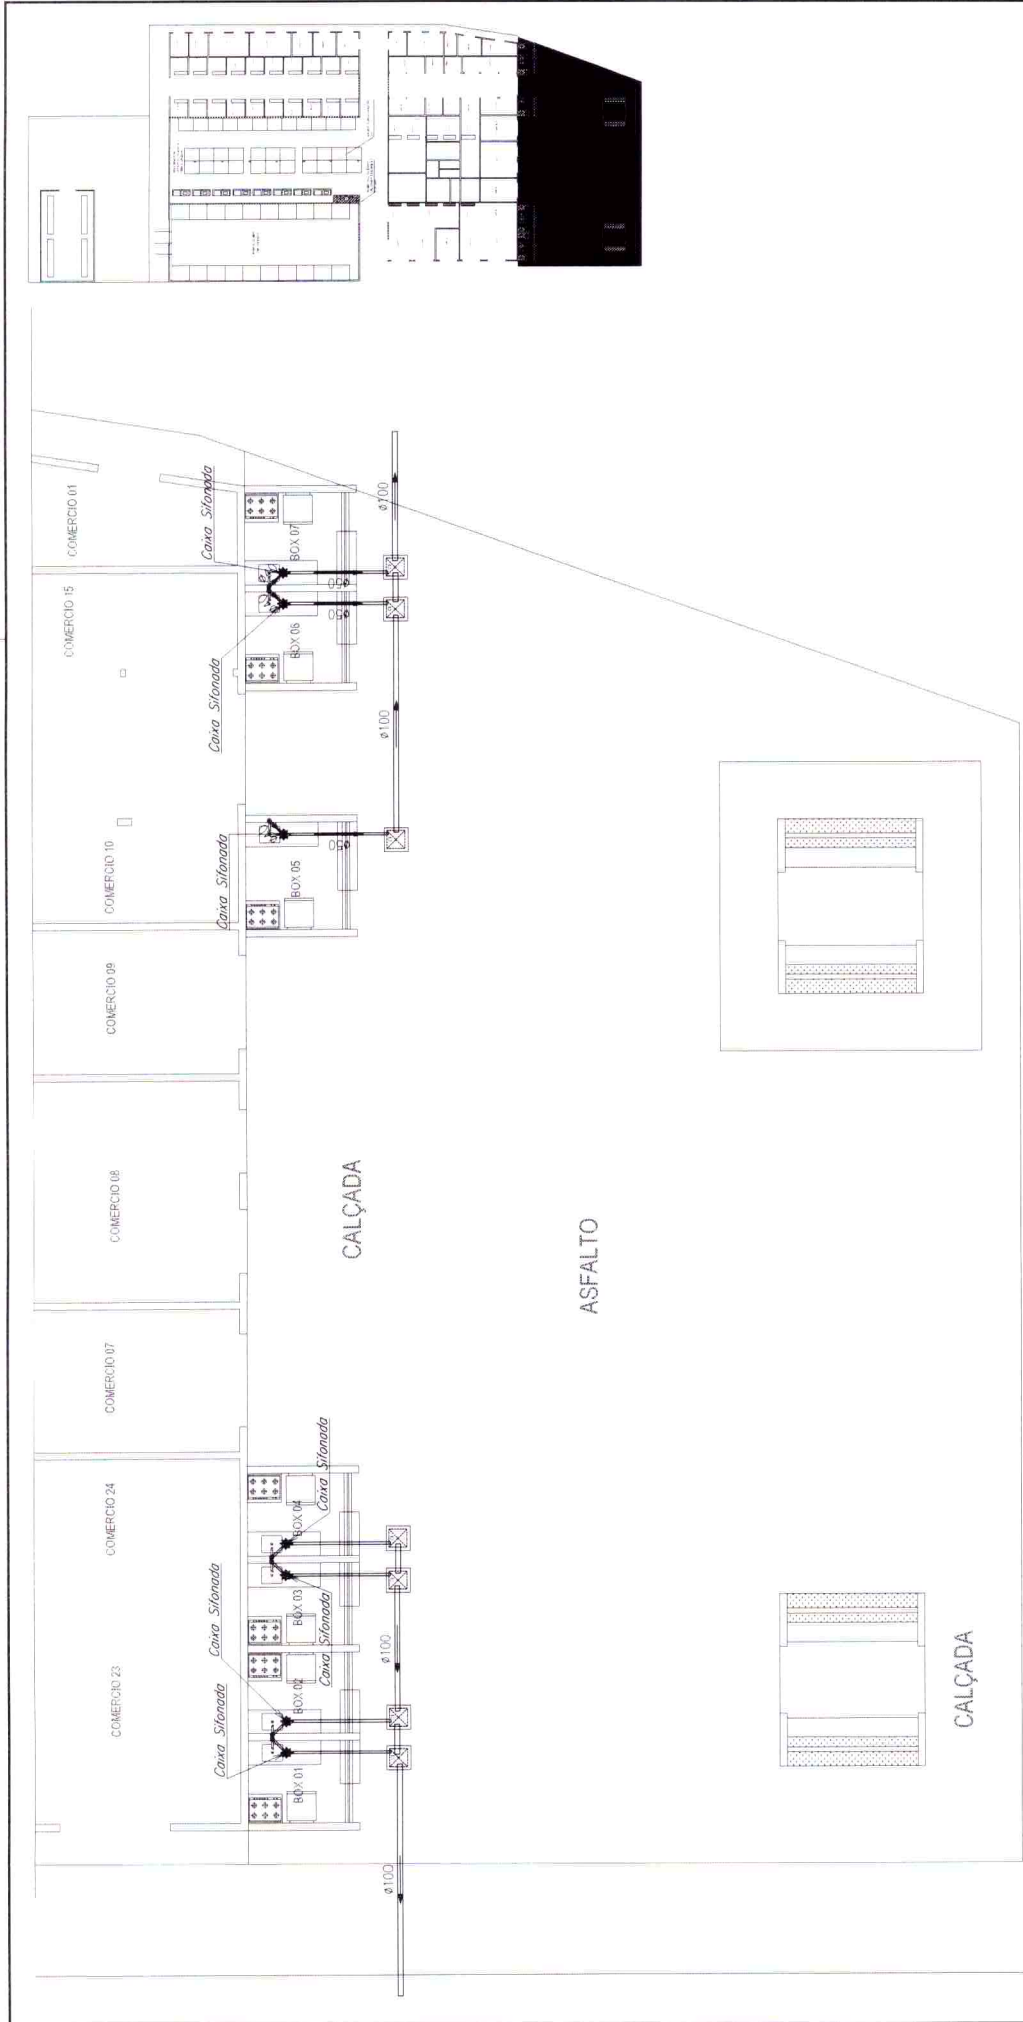 COMERCIO 23
COMERCIO 24
COMERCIO 07
COMERCIO 08
COMERCIO 09
COMERCIO 10
COMERCIO 15
COMERCIO 01
Caixa Sifonada
Caixa Sifonada
Caixa Sifonada
Caixa Sifonada
Caixa Sifonada
Caixa Sifonada
Caixa Sifonada
BOX 01
BOX 02
BOX 03
BOX 04
BOX 05
BOX 06
BOX 07
ø50
ø50
ø50
ø100
ø100
ø100
ø100
CALÇADA
ASFALTO
CALÇADA